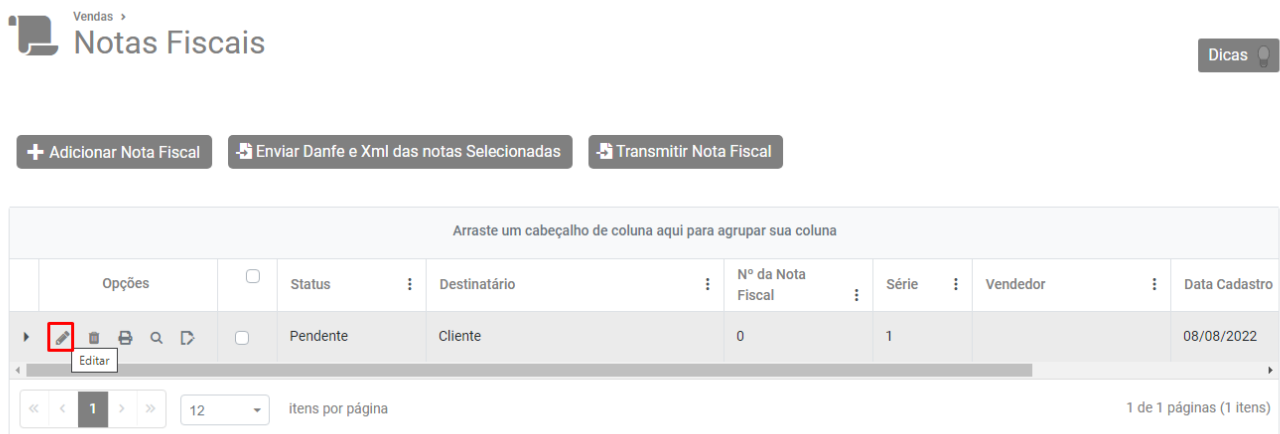 Vendas >
Notas Fiscais
Dicas
Adicionar Nota Fiscal
Enviar Danfe e Xml das notas Selecionadas
Transmitir Nota Fiscal
Arraste um cabeçalho de coluna aqui para agrupar sua coluna
Opções Status Destinatário Nº da Nota Fiscal Série Vendedor Data Cadastro
Pendente Cliente 0 1 08/08/2022
Editar
« < 1 > » 12 itens por página 1 de 1 páginas (1 itens)